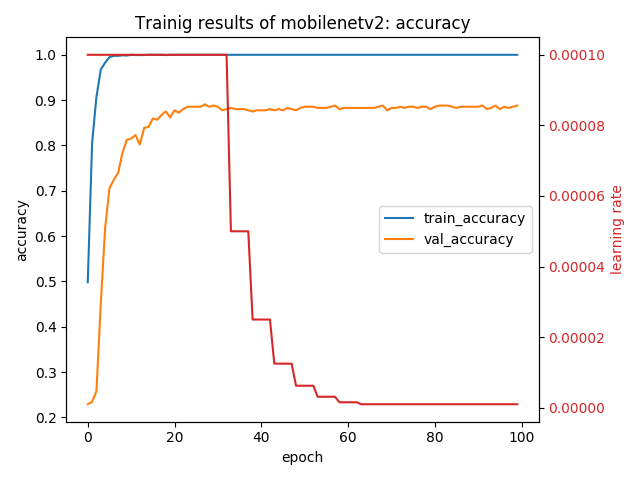 Trainig results of mobilenetv2: accuracy
1.0
0.9
0.8
0.7
0.6
0.5
0.4
0.3
0.2
accuracy
0.00010
0.00008
0.00006
0.00004
0.00002
0.00000
learning rate
train_accuracy
val_accuracy
0 20 40 60 80 100
epoch